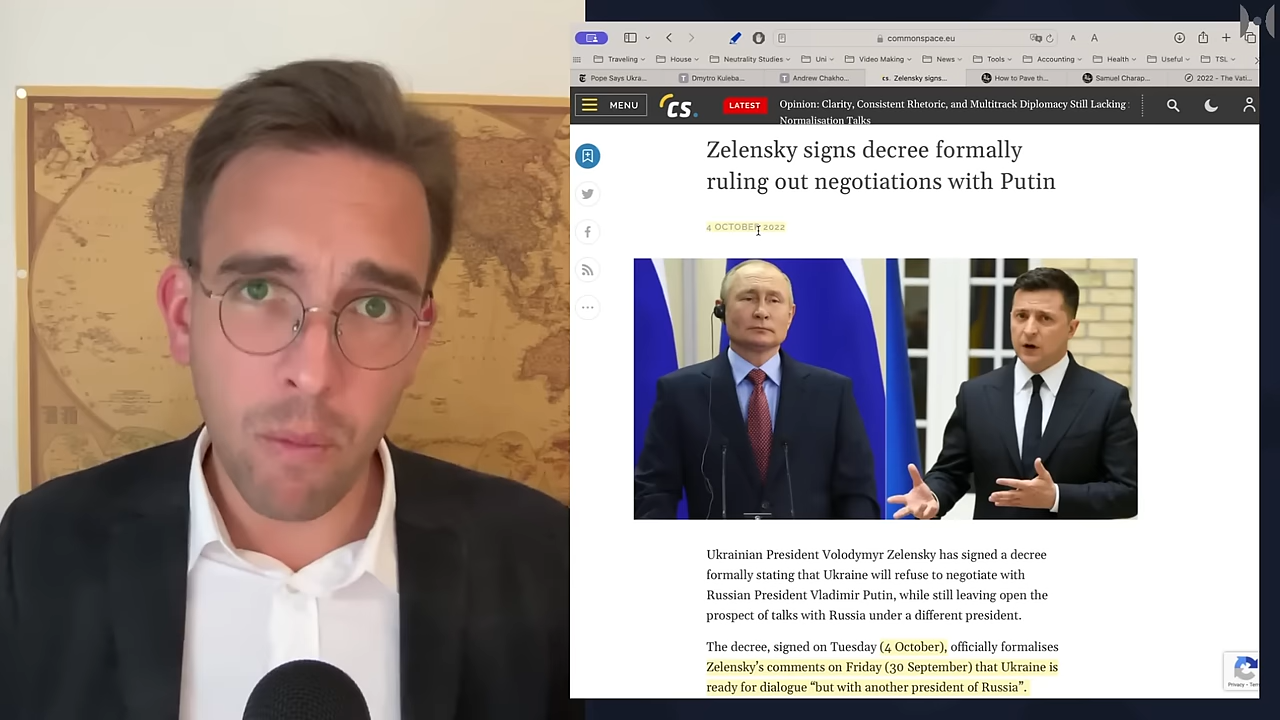 commonspace.eu
A
A
Traveling
House
Neutrality Studies
Uni
Video Making
News
Tools
Accounting
Health
Useful
TSL
Pope Says Ukra...
Dmytro Kuleba...
Andrew Chakho...
cs. Zelensky signs...
How to Pave th...
Samuel Charap...
2022 - The Vati...
MENU
cs.
LATEST
Opinion: Clarity, Consistent Rhetoric, and Multitrack Diplomacy Still Lacking
Normalisation Talks
Zelensky signs decree formally
ruling out negotiations with Putin
4 OCTOBER 2022
Ukrainian President Volodymyr Zelensky has signed a decree
formally stating that Ukraine will refuse to negotiate with
Russian President Vladimir Putin, while still leaving open the
prospect of talks with Russia under a different president.
The decree, signed on Tuesday (4 October), officially formalises
Zelensky's comments on Friday (30 September) that Ukraine is
ready for dialogue “but with another president of Russia”.
Privacy